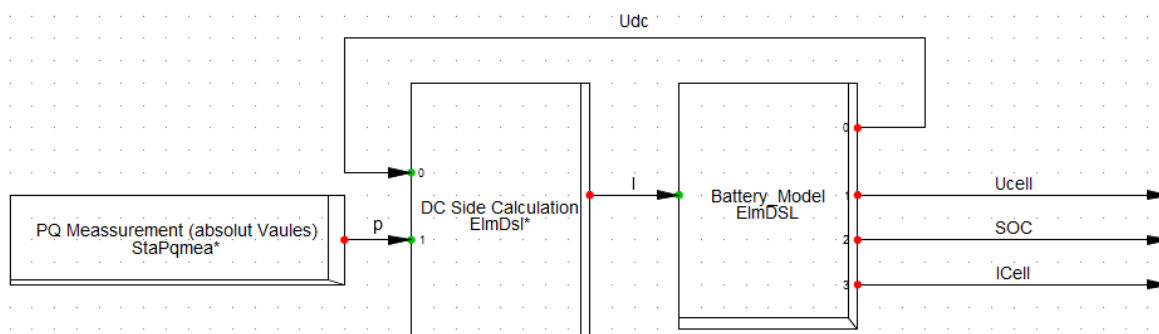 Udc
0
0
DC Side Calculation
ElmDsl*
I
Battery_Model
ElmDSL
1
Ucell
PQ Meassurement (absolut Vaules)
StaPqmea*
p
1
2
SOC
3
ICell